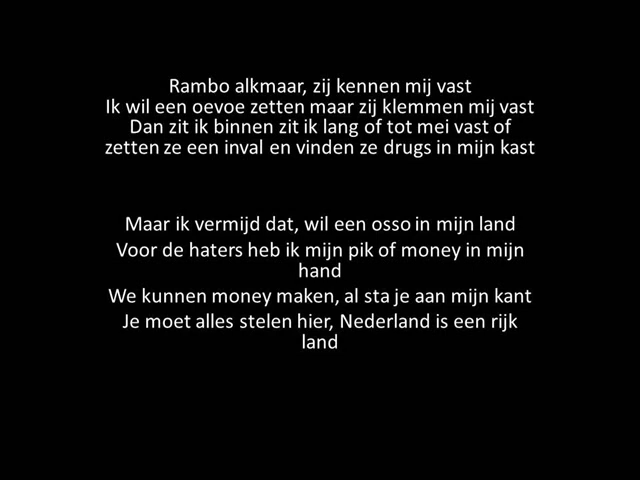 Rambo alkmaar, zij kennen mij vast
Ik wil een oevoe zetten maar zij klemmen mij vast
Dan zit ik binnen zit ik lang of tot mei vast of
zetten ze een inval en vinden ze drugs in mijn kast
Maar ik vermijd dat, wil een osso in mijn land
Voor de haters heb ik mijn pik of money in mijn
hand
We kunnen money maken, al sta je aan mijn kant
Je moet alles stelen hier, Nederland is een rijk
land